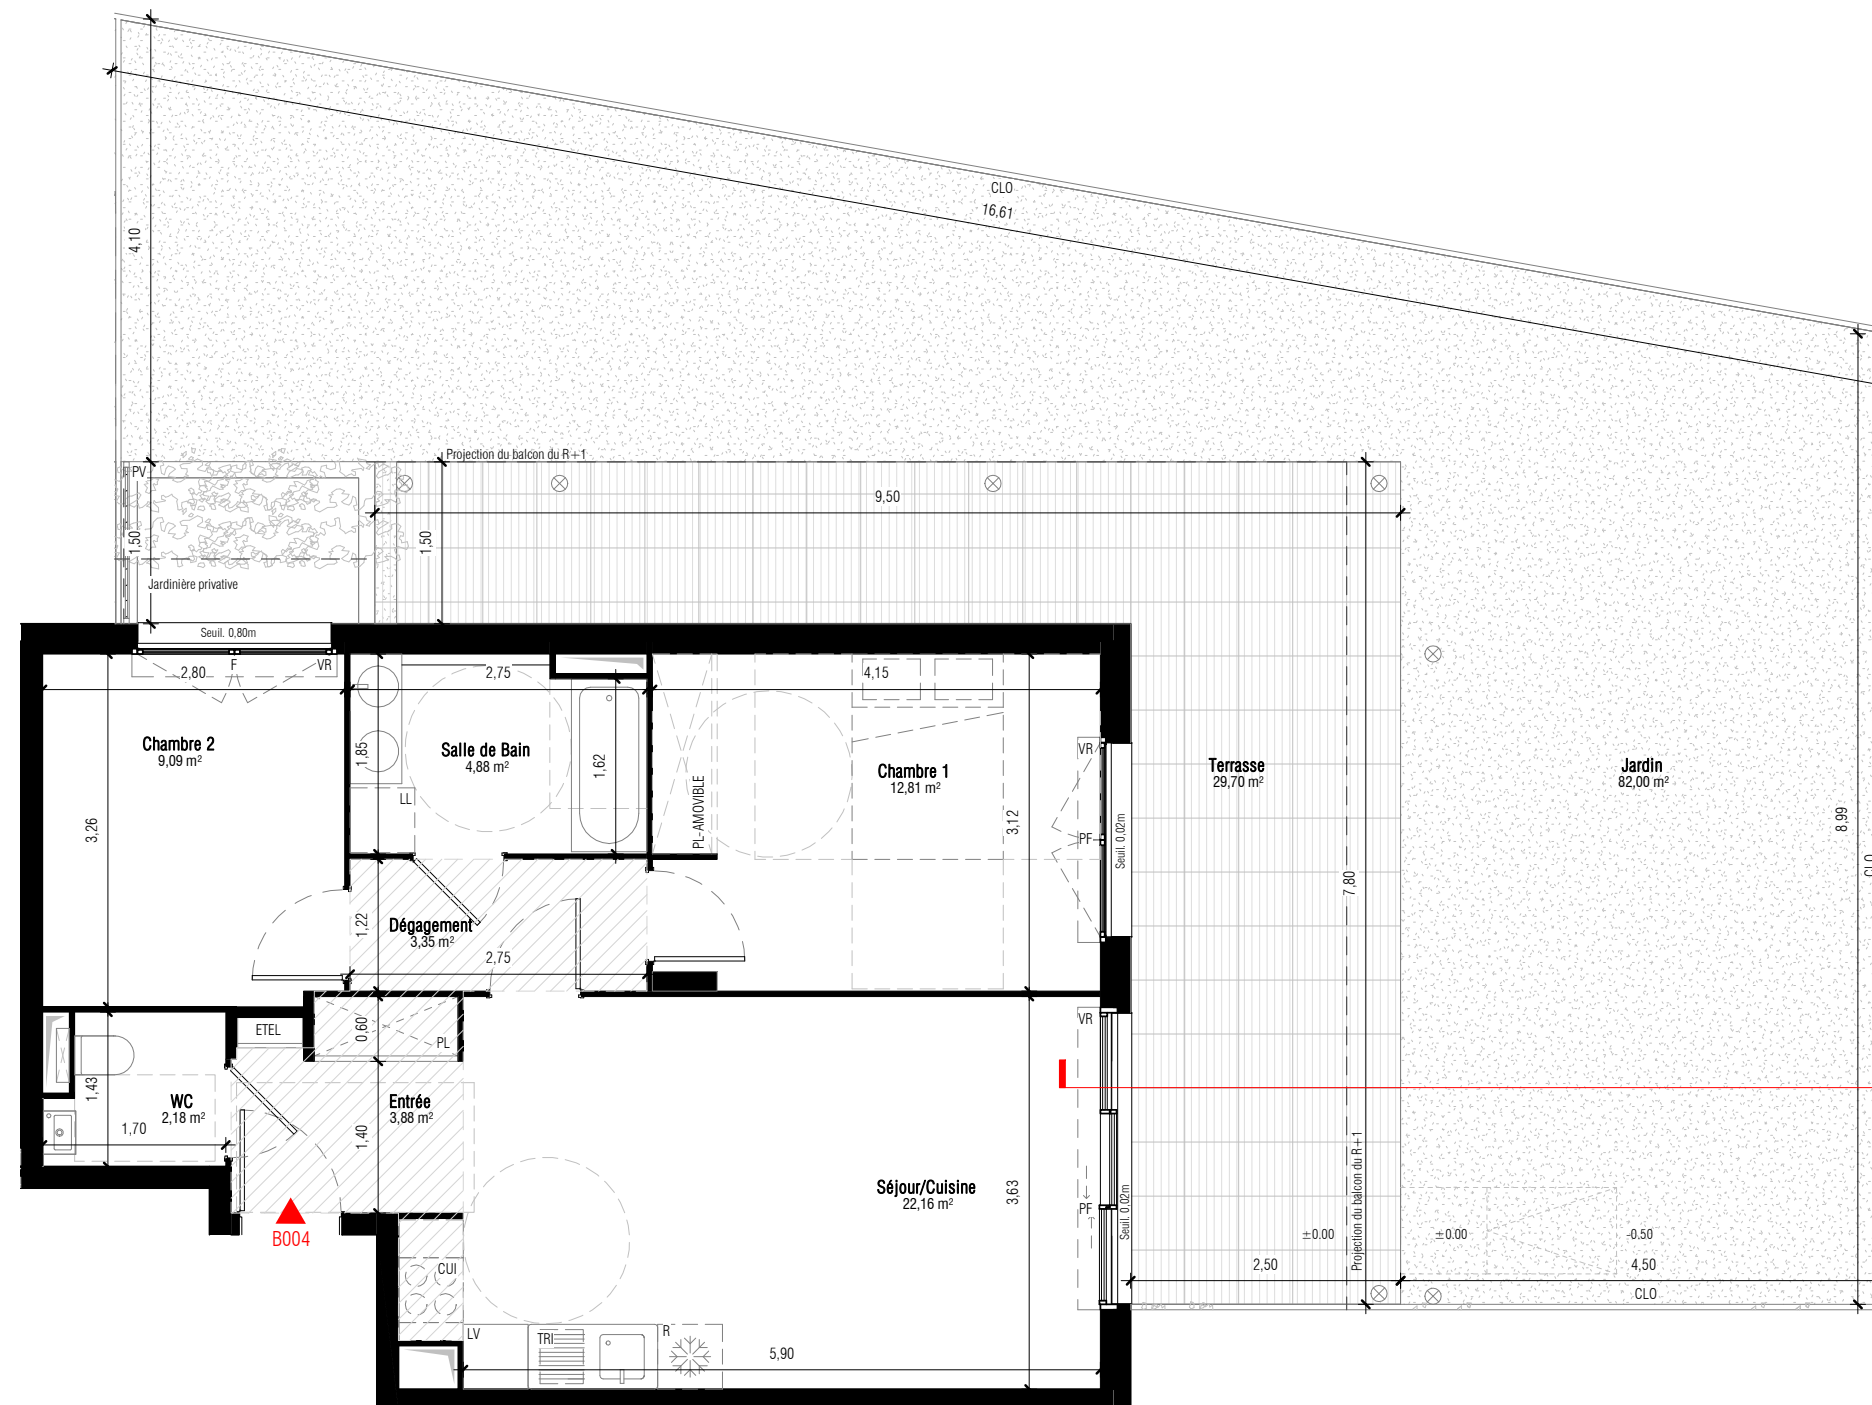 CLO
16,61
4,10
Projection du balcon du R+1
PV
9,50
1,50
1,50
Jardinière privative
Seuil. 0,80m
2,80
F
VR
2,75
4,15
Chambre 2
9,09 m²
1,85
Salle de Bain
4,88 m²
1,62
LL
PL-AMOVIBLE
Chambre 1
12,81 m²
VR
PF
Seuil. 0,02m
Terrasse
29,70 m²
Jardin
82,00 m²
3,26
3,12
8,99
CLO
7,80
1,22
Dégagement
3,35 m²
2,75
ETEL
0,60
PL
VR
1,43
WC
2,18 m²
1,70
Entrée
3,88 m²
1,40
Séjour/Cuisine
22,16 m²
3,63
PF
Seuil. 0,02m
Projection du balcon du R+1
±0.00
±0.00
-0.50
B004
2,50
4,50
CLO
CUI
LV
TRI
R
5,90